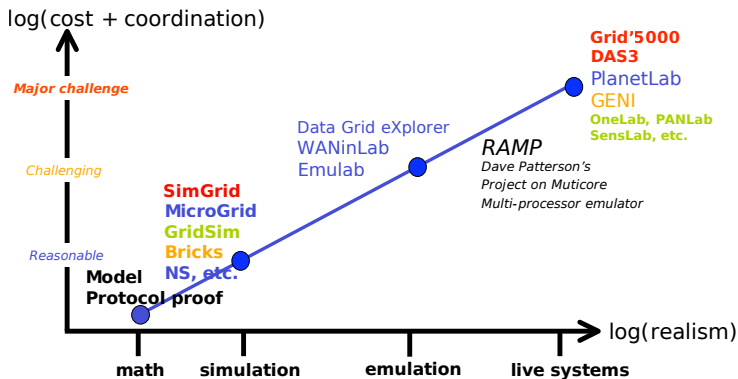 log(cost + coordination)
Grid'5000
DAS3
PlanetLab
GENI
OneLab, PANLab
SensLab, etc.
Major challenge
Data Grid eXplorer
WANinLab
Emulab
RAMP
Dave Patterson's
Project on Muticore
Multi-processor emulator
Challenging
SimGrid
MicroGrid
GridSim
Bricks
NS, etc.
Reasonable
Model
Protocol proof
log(realism)
math
simulation
emulation
live systems